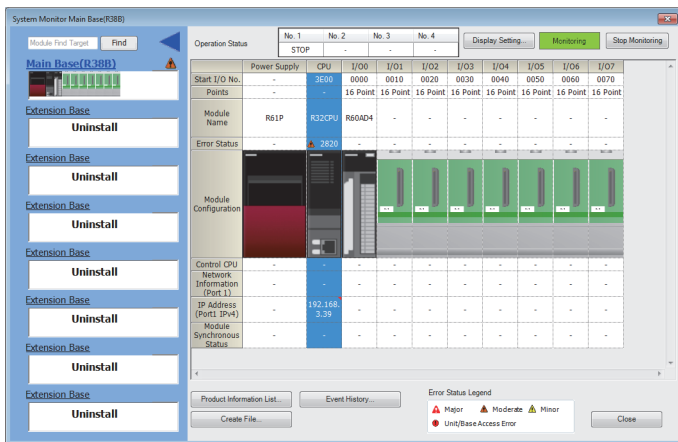 System Monitor Main Base(R38B)
Module Find Target Find
Operation Status
No. 1 No. 2 No. 3 No. 4
STOP - - -
Display Setting... Monitoring Stop Monitoring
Main Base(R38B)
Extension Base
Uninstall
Extension Base
Uninstall
Extension Base
Uninstall
Extension Base
Uninstall
Extension Base
Uninstall
Extension Base
Uninstall
Extension Base
Uninstall
Power Supply CPU I/O0 I/O1 I/O2 I/O3 I/O4 I/O5 I/O6 I/O7
Start I/O No. - 3E00 0000 0010 0020 0030 0040 0050 0060 0070
Points - - 16 Point 16 Point 16 Point 16 Point 16 Point 16 Point 16 Point 16 Point
Module
Name R61P R32CPU R60AD4 - - - - - - -
Error Status - 2820 - - - - - - - -
Module
Configuration
Control CPU - - - - - - - - - -
Network
Information
(Port 1) - - - - - - - - - -
IP Address
(Port1 IPv4) - 192.168.
3.39 - - - - - - - -
Module
Synchronous
Status - - - - - - - - - -
Product Information List... Event History...
Create File...
Error Status Legend
Major Moderate Minor
Unit/Base Access Error
Close